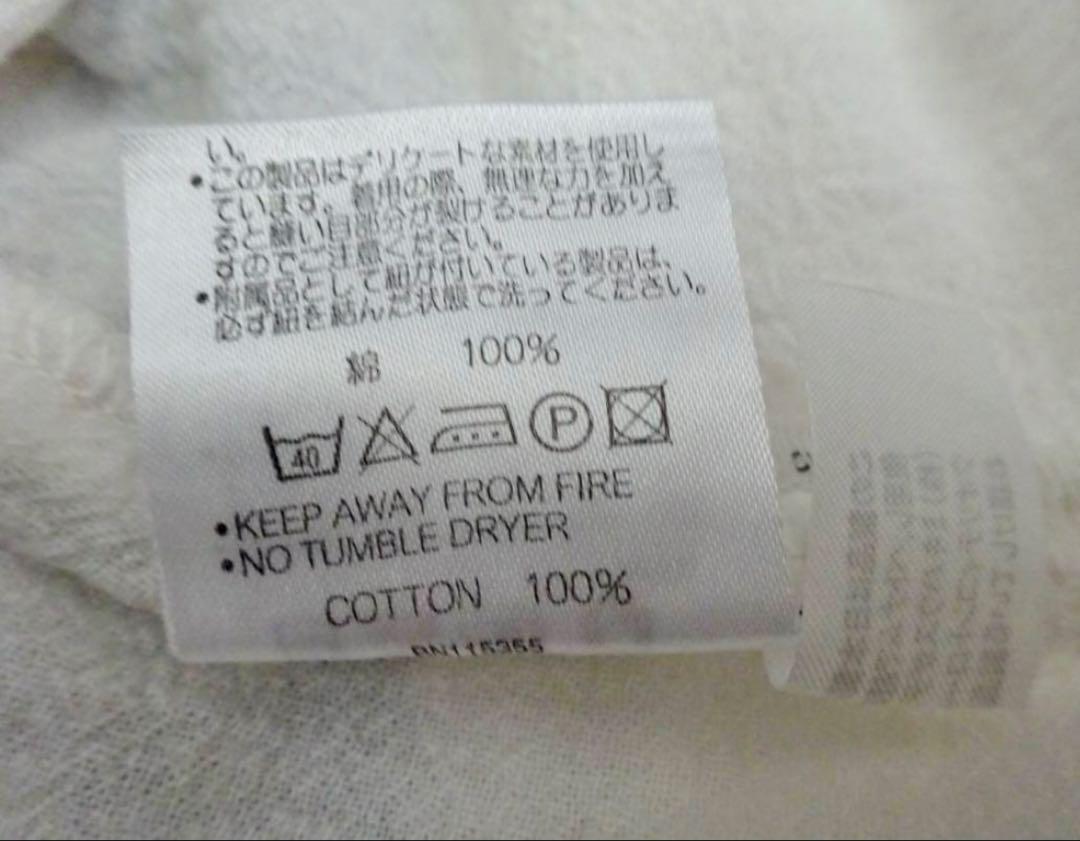 い。
•この製品はデリケートな素材を使用し
ています。着用の際、無理な力を加え
ると縫い目部分が裂けることがありま
すのでご注意ください。
•附属品として紐が付いている製品は、
必ず紐を結んだ状態で洗ってください。
綿 100%
40 P
•KEEP AWAY FROM FIRE
•NO TUMBLE DRYER
COTTON 100%
RN115355